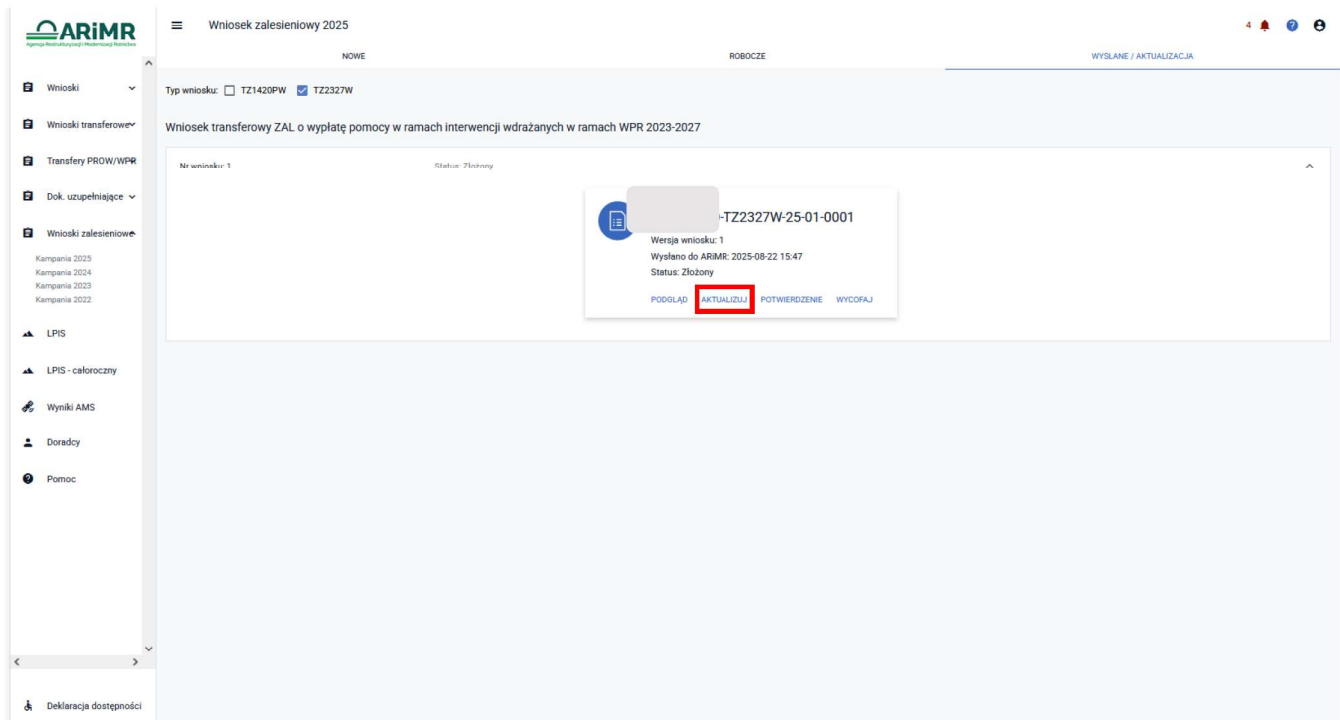 ARiMR
Agencja Restrukturyzacji i Modernizacji Rolnictwa
Wniosek zalesieniowy 2025
4
NOWE
ROBOCZE
WYSŁANE / AKTUALIZACJA
Wnioski
Wnioski transferowe
Transfery PROW/WPR
Dok. uzupełniające
Wnioski zalesieniowe
Kampania 2025
Kampania 2024
Kampania 2023
Kampania 2022
LPIS
LPIS - całoroczny
Wyniki AMS
Doradcy
Pomoc
Deklaracja dostępności
Typ wniosku: TZ1420PW TZ2327W
Wniosek transferowy ZAL o wypłatę pomocy w ramach interwencji wdrażanych w ramach WPR 2023-2027
Nr wniosku: 1 Status: Złożony
-TZ2327W-25-01-0001
Wersja wniosku: 1
Wysłano do ARiMR: 2025-08-22 15:47
Status: Złożony
PODGLĄD AKTUALIZUJ POTWIERDZENIE WYCOFAJ